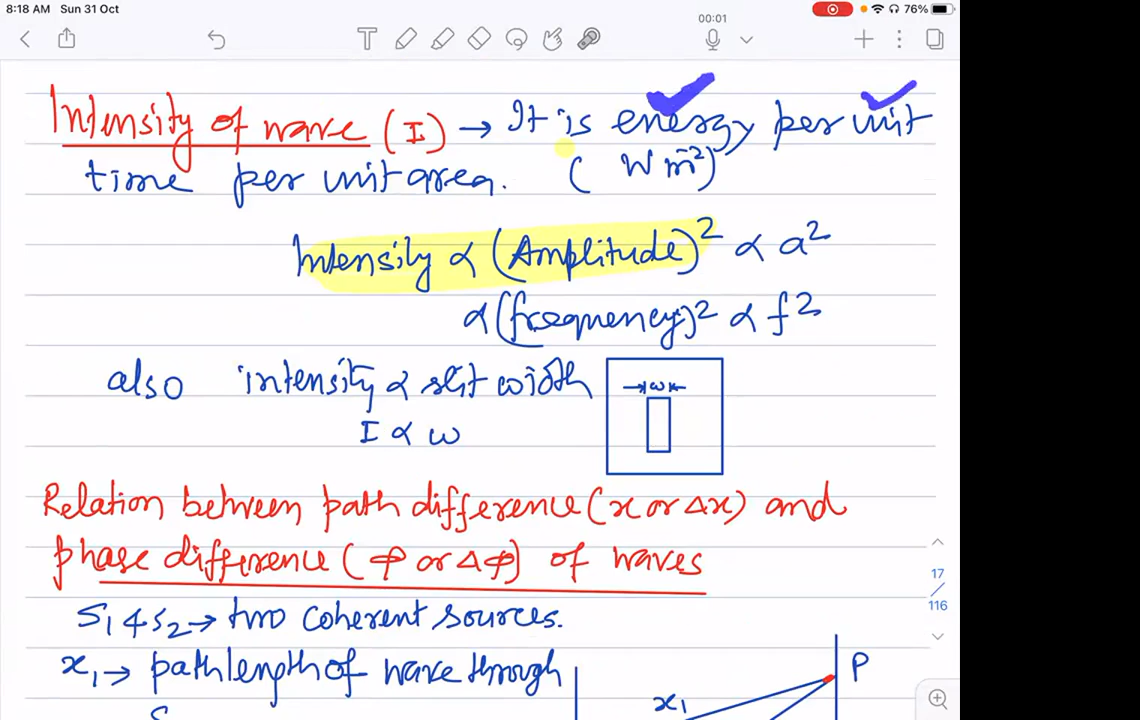 8:18 AM Sun 31 Oct
76%
00:01
Intensity of wave (I) → It is energy per unit
time per unit area. ( W m⁻²)
Intensity ∝ (Amplitude)² ∝ a²
∝ (frequency)² ∝ f²
also intensity ∝ slit width
w
I ∝ w
Relation between path difference (x or Δx) and
phase difference (ϕ or Δϕ) of waves
17
/
116
S₁ & S₂ → two coherent sources.
x₁ → path length of wave through
P
x₁
S